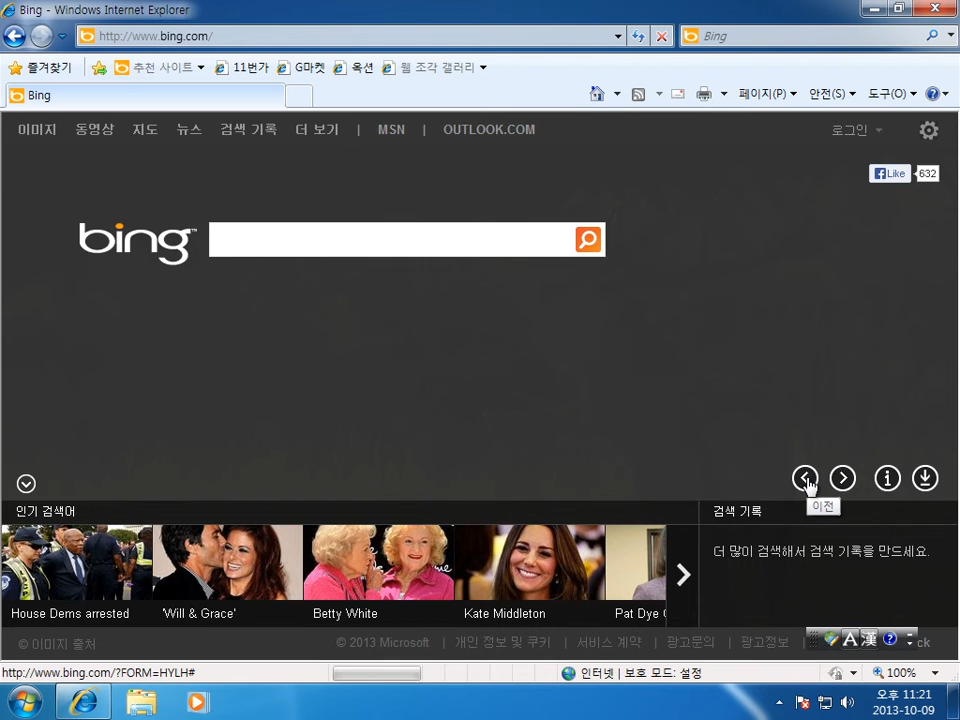 Bing - Windows Internet Explorer
http://www.bing.com/
Bing
즐겨찾기 추천 사이트 11번가 G마켓 옥션 웹 조각 갤러리
Bing
페이지(P) 안전(S) 도구(O)
이미지 동영상 지도 뉴스 검색 기록 더 보기 | MSN | OUTLOOK.COM
로그인
Like 632
bing™
이전
인기 검색어
검색 기록
더 많이 검색해서 검색 기록을 만드세요.
House Dems arrested
'Will & Grace'
Betty White
Kate Middleton
Pat Dye
© 이미지 출처
© 2013 Microsoft | 개인 정보 및 쿠키 | 서비스 계약 | 광고문의 | 광고정보 |
A 漢
ck
http://www.bing.com/?FORM=HYLH#
인터넷 | 보호 모드: 설정
100%
오후 11:21
2013-10-09